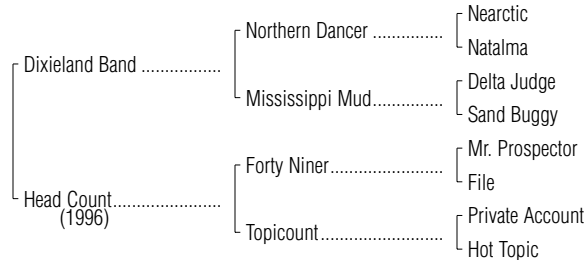 Nearctic
Northern Dancer ................
Natalma
Dixieland Band ..................
Delta Judge
Mississippi Mud................
Sand Buggy
Mr. Prospector
Forty Niner.........................
File
Head Count........................
(1996)
Private Account
Topicount...........................
Hot Topic